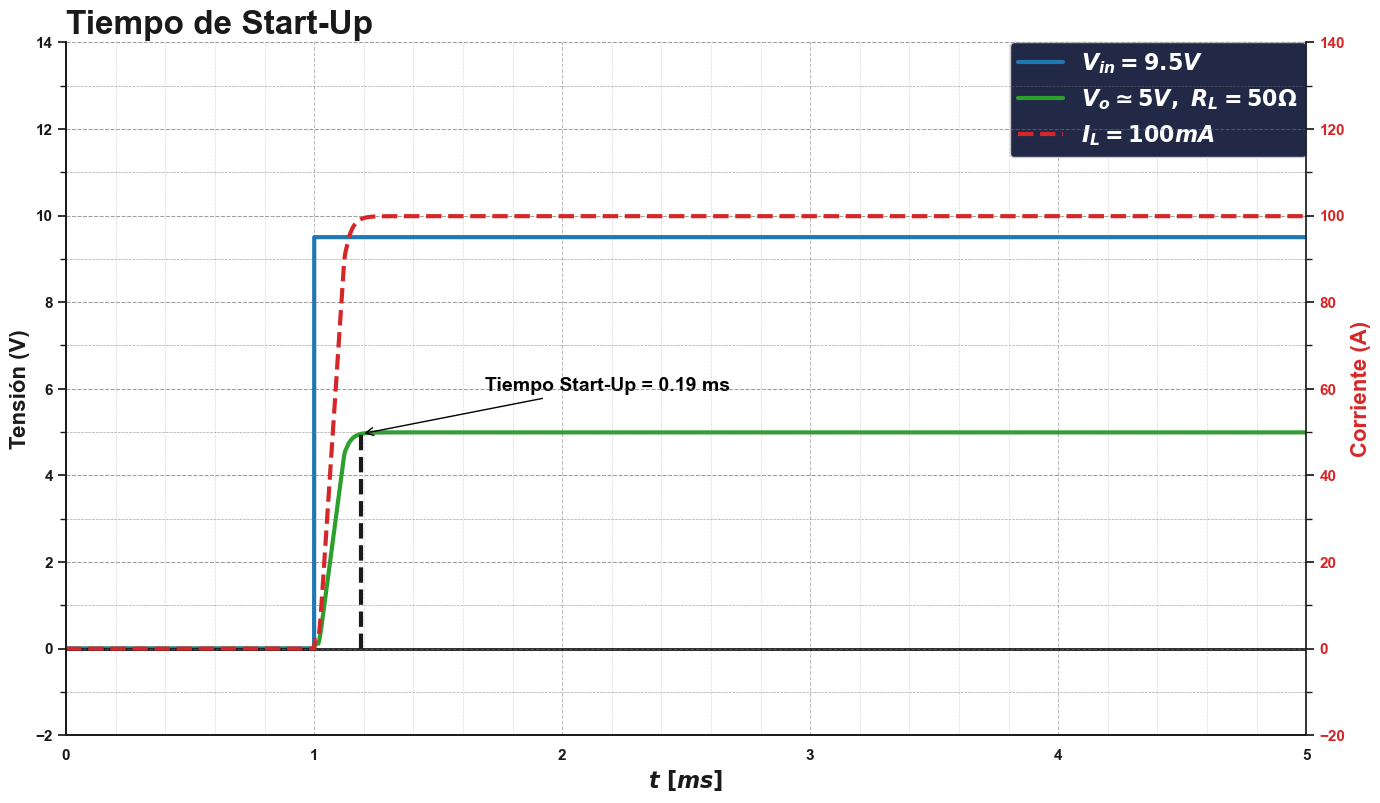 Tiempo de Start-Up
14
12
10
8
6
4
2
0
−2
Tensión (V)
140
120
100
80
60
40
20
0
−20
Corriente (A)
V_in = 9.5V
V_o ≃ 5V, R_L = 50Ω
I_L = 100mA
Tiempo Start-Up = 0.19 ms
0 1 2 3 4 5
t [ms]